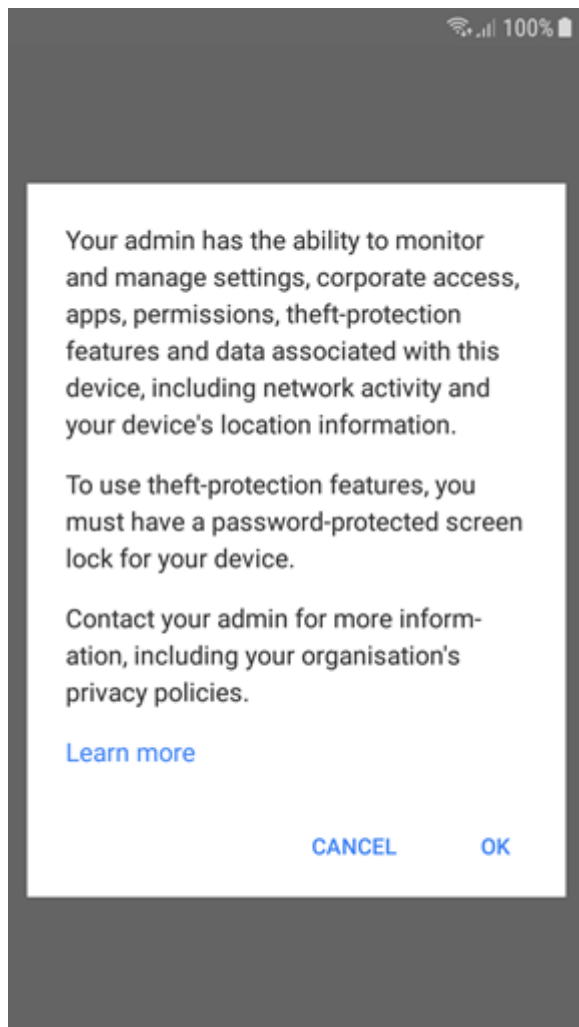 100%
Your admin has the ability to monitor
and manage settings, corporate access,
apps, permissions, theft-protection
features and data associated with this
device, including network activity and
your device's location information.
To use theft-protection features, you
must have a password-protected screen
lock for your device.
Contact your admin for more inform-
ation, including your organisation's
privacy policies.
Learn more
CANCEL OK